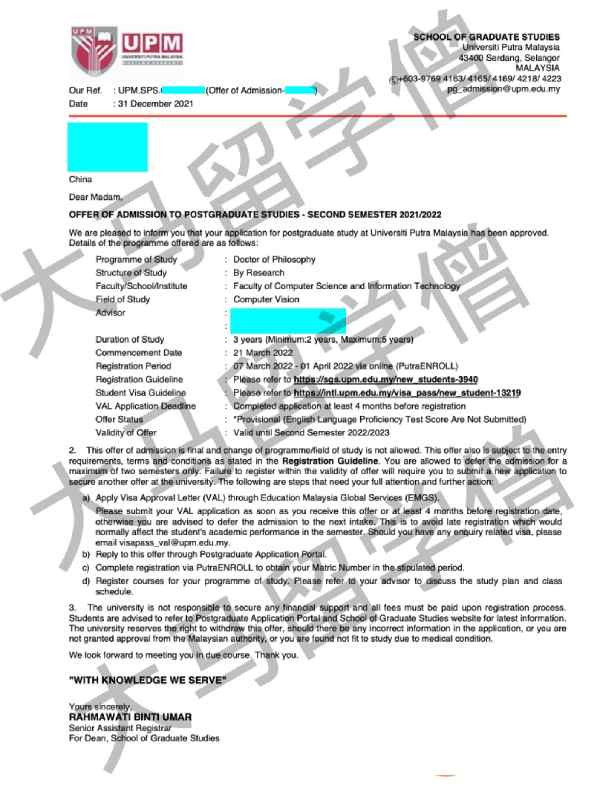 UPM
UNIVERSITI PUTRA MALAYSIA
SCHOOL OF GRADUATE STUDIES
Universiti Putra Malaysia
43400 Serdang, Selangor
MALAYSIA
+603-9769 4163/ 4165/ 4169/ 4218/ 4223
pg_admission@upm.edu.my
Our Ref. : UPM.SPS. (Offer of Admission- )
Date : 31 December 2021
China
Dear Madam,
OFFER OF ADMISSION TO POSTGRADUATE STUDIES - SECOND SEMESTER 2021/2022
We are pleased to inform you that your application for postgraduate study at Universiti Putra Malaysia has been approved.
Details of the programme offered are as follows:
Programme of Study : Doctor of Philosophy
Structure of Study : By Research
Faculty/School/Institute : Faculty of Computer Science and Information Technology
Field of Study : Computer Vision
Advisor :
:
Duration of Study : 3 years (Minimum:2 years, Maximum:5 years)
Commencement Date : 21 March 2022
Registration Period : 07 March 2022 - 01 April 2022 via online (PutraENROLL)
Registration Guideline : Please refer to https://sgs.upm.edu.my/new_students-3940
Student Visa Guideline : Please refer to https://intl.upm.edu.my/visa_pass/new_student-13219
VAL Application Deadline : Completed application at least 4 months before registration
Offer Status : *Provisional (English Language Proficiency Test Score Are Not Submitted)
Validity of Offer : Valid until Second Semester 2022/2023
2. This offer of admission is final and change of programme/field of study is not allowed. This offer also is subject to the entry
requirements, terms and conditions as stated in the Registration Guideline. You are allowed to defer the admission for a
maximum of two semesters only. Failure to register within the validity of offer will require you to submit a new application to
secure another offer at the university. The following are steps that need your full attention and further action:
a) Apply Visa Approval Letter (VAL) through Education Malaysia Global Services (EMGS).
Please submit your VAL application as soon as you receive this offer or at least 4 months before registration date,
otherwise you are advised to defer the admission to the next intake. This is to avoid late registration which would
normally affect the student's academic performance in the semester. Should you have any enquiry related visa, please
email visapass_val@upm.edu.my.
b) Reply to this offer through Postgraduate Application Portal.
c) Complete registration via PutraENROLL to obtain your Matric Number in the stipulated period.
d) Register courses for your programme of study. Please refer to your advisor to discuss the study plan and class
schedule.
3. The university is not responsible to secure any financial support and all fees must be paid upon registration process.
Students are advised to refer to Postgraduate Application Portal and School of Graduate Studies website for latest information.
The university reserves the right to withdraw this offer, should there be any incorrect information in the application, or you are
not granted approval from the Malaysian authority, or you are found not fit to study due to medical condition.
We look forward to meeting you in due course. Thank you.
"WITH KNOWLEDGE WE SERVE"
Yours sincerely,
RAHMAWATI BINTI UMAR
Senior Assistant Registrar
For Dean, School of Graduate Studies
大马留学僧
大马留学僧
大马留学僧